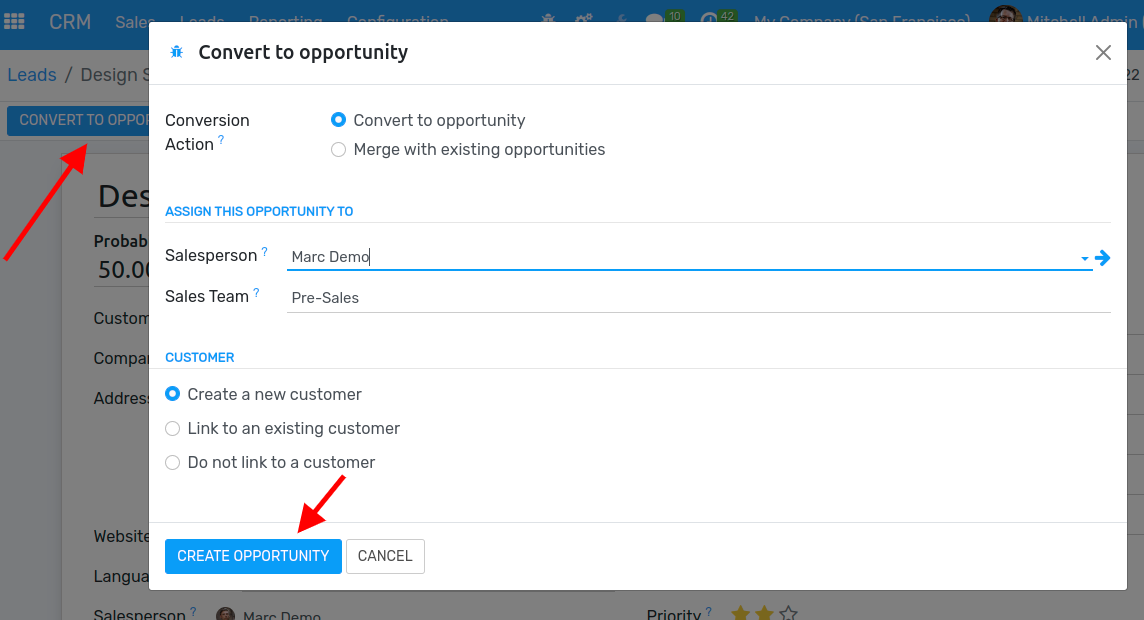 CRM Sales Leads Reporting Configuration 10 42 My Company (San Francisco) Mitchell Admin (
Convert to opportunity
Leads / Design S
22
CONVERT TO OPPOR
Conversion
Action ?
Convert to opportunity
Merge with existing opportunities
Des
ASSIGN THIS OPPORTUNITY TO
Probab
50.00
Salesperson ? Marc Demo
Sales Team ? Pre-Sales
Custom
CUSTOMER
Compar
Create a new customer
Addres
Link to an existing customer
Do not link to a customer
Website
CREATE OPPORTUNITY CANCEL
Langua
Salesperson ? Marc Demo Priority ?